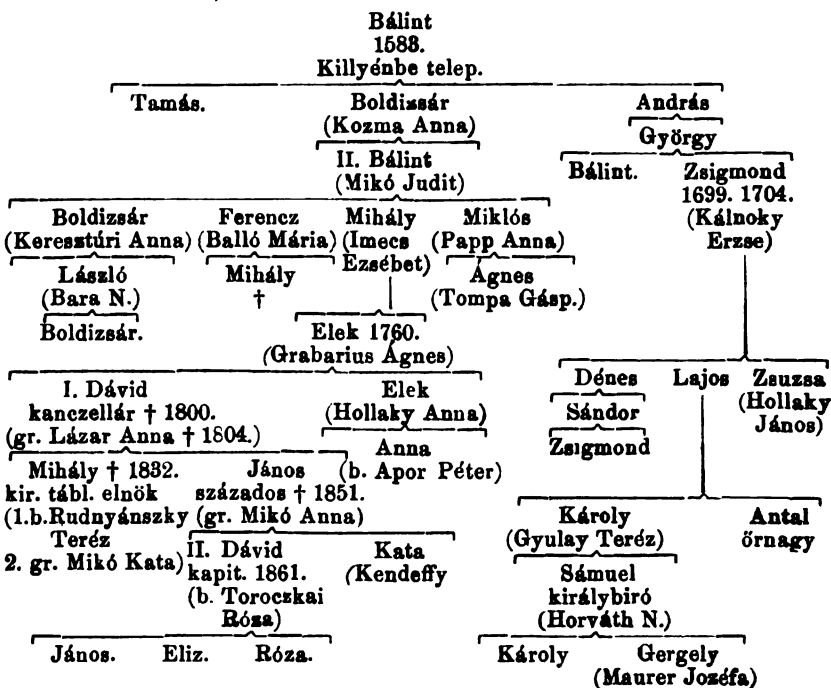 Bálint
1583.
Killyénbe telep.
Tamás. Boldizsár András
(Kozma Anna) György
II. Bálint Bálint. Zsigmond
(Mikó Judit) 1699. 1704.
Boldizsár Ferencz Mihály Miklós (Kálnoky
(Keresztúri Anna) (Balló Mária) (Imecs (Papp Anna) Erzse)
László Mihály Ezsébet) Ágnes
(Bara N.) † (Tompa Gásp.)
Boldizsár. Elek 1760.
(Grabarius Ágnes)
I. Dávid Elek Dénes Lajos Zsuzsa
kanczellár † 1800. (Hollaky Anna) Sándor (Hollaky
(gr. Lázar Anna † 1804.) Anna Zsigmond János)
Mihály † 1832. János (b. Apor Péter)
kir. tábl. elnök százados † 1851.
(1.b.Rudnyánszky (gr. Mikó Anna) Károly Antal
Teréz II. Dávid Kata (Gyulay Teréz) őrnagy
2. gr. Mikó Kata) kapit. 1861. (Kendeffy Sámuel
(b. Toroczkai királybiró
Róza) (Horváth N.)
János. Eliz. Róza. Károly Gergely
(Maurer Jozéfa)